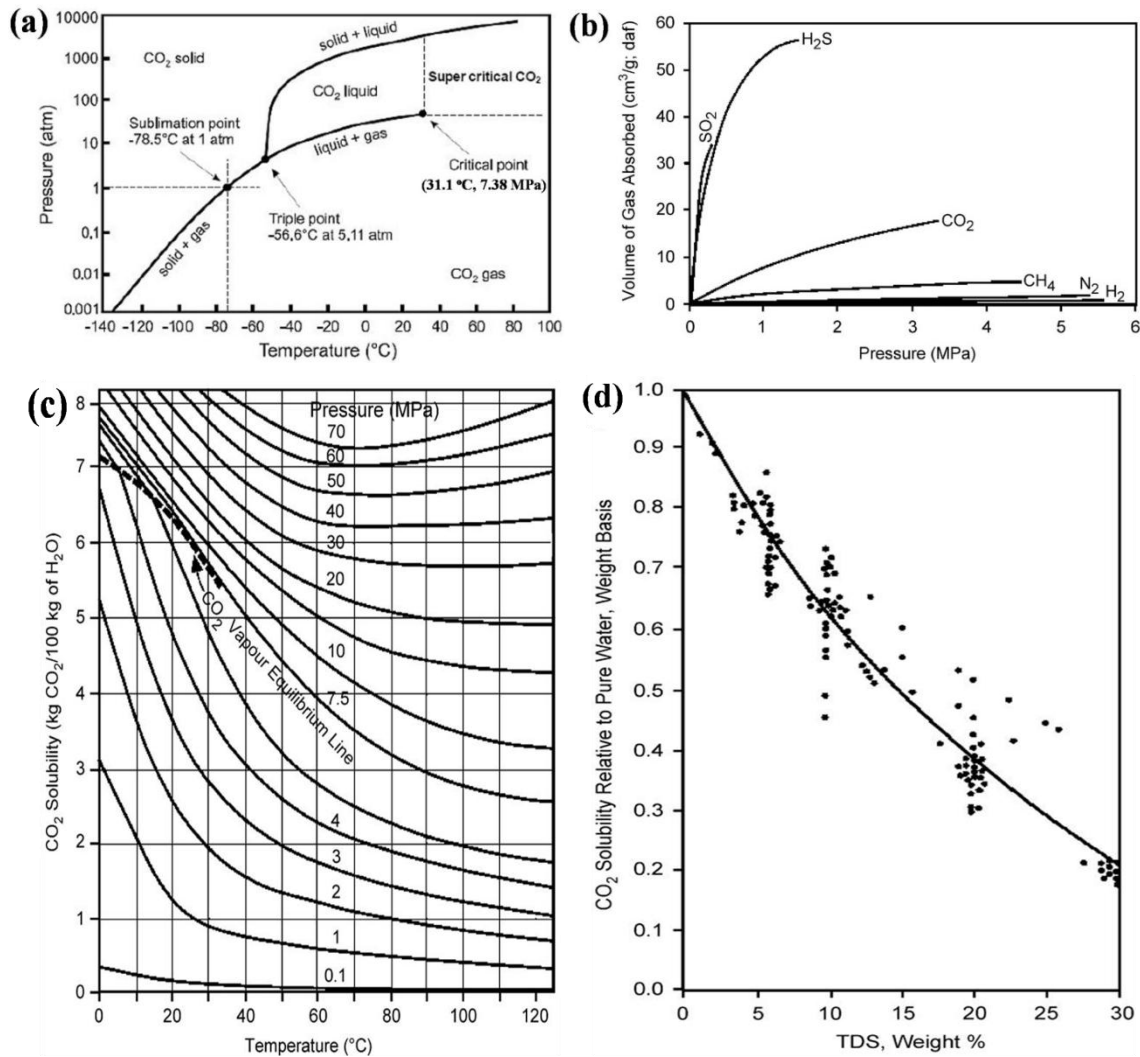 (a)
Pressure (atm)
10000
1000
100
10
1
0.1
0,01
0.001
-140
-120
-100
-80
-60
-40
-20
0
20
40
60
80
100
Temperature (°C)
CO2 solid
solid + liquid
Super critical CO2
CO2 liquid
Sublimation point
-78.5°C at 1 atm
liquid + gas
Critical point
(31.1 °C, 7.38 MPa)
Triple point
-56.6°C at 5.11 atm
solid + gas
CO2 gas
(b)
Volume of Gas Absorbed (cm3/g; daf)
60
50
40
30
20
10
0
0
1
2
3
4
5
6
Pressure (MPa)
H2S
SO2
CO2
CH4
N2
H2
(c)
CO2 Solubility (kg CO2/100 kg of H2O)
8
7
6
5
4
3
2
1
0
0
20
40
60
80
100
120
Temperature (°C)
Pressure (MPa)
70
60
50
40
30
20
10
7.5
4
3
2
1
0.1
CO2 Vapour Equilibrium Line
(d)
CO2 Solubility Relative to Pure Water, Weight Basis
1.0
0.9
0.8
0.7
0.6
0.5
0.4
0.3
0.2
0.1
0.0
0
5
10
15
20
25
30
TDS, Weight %